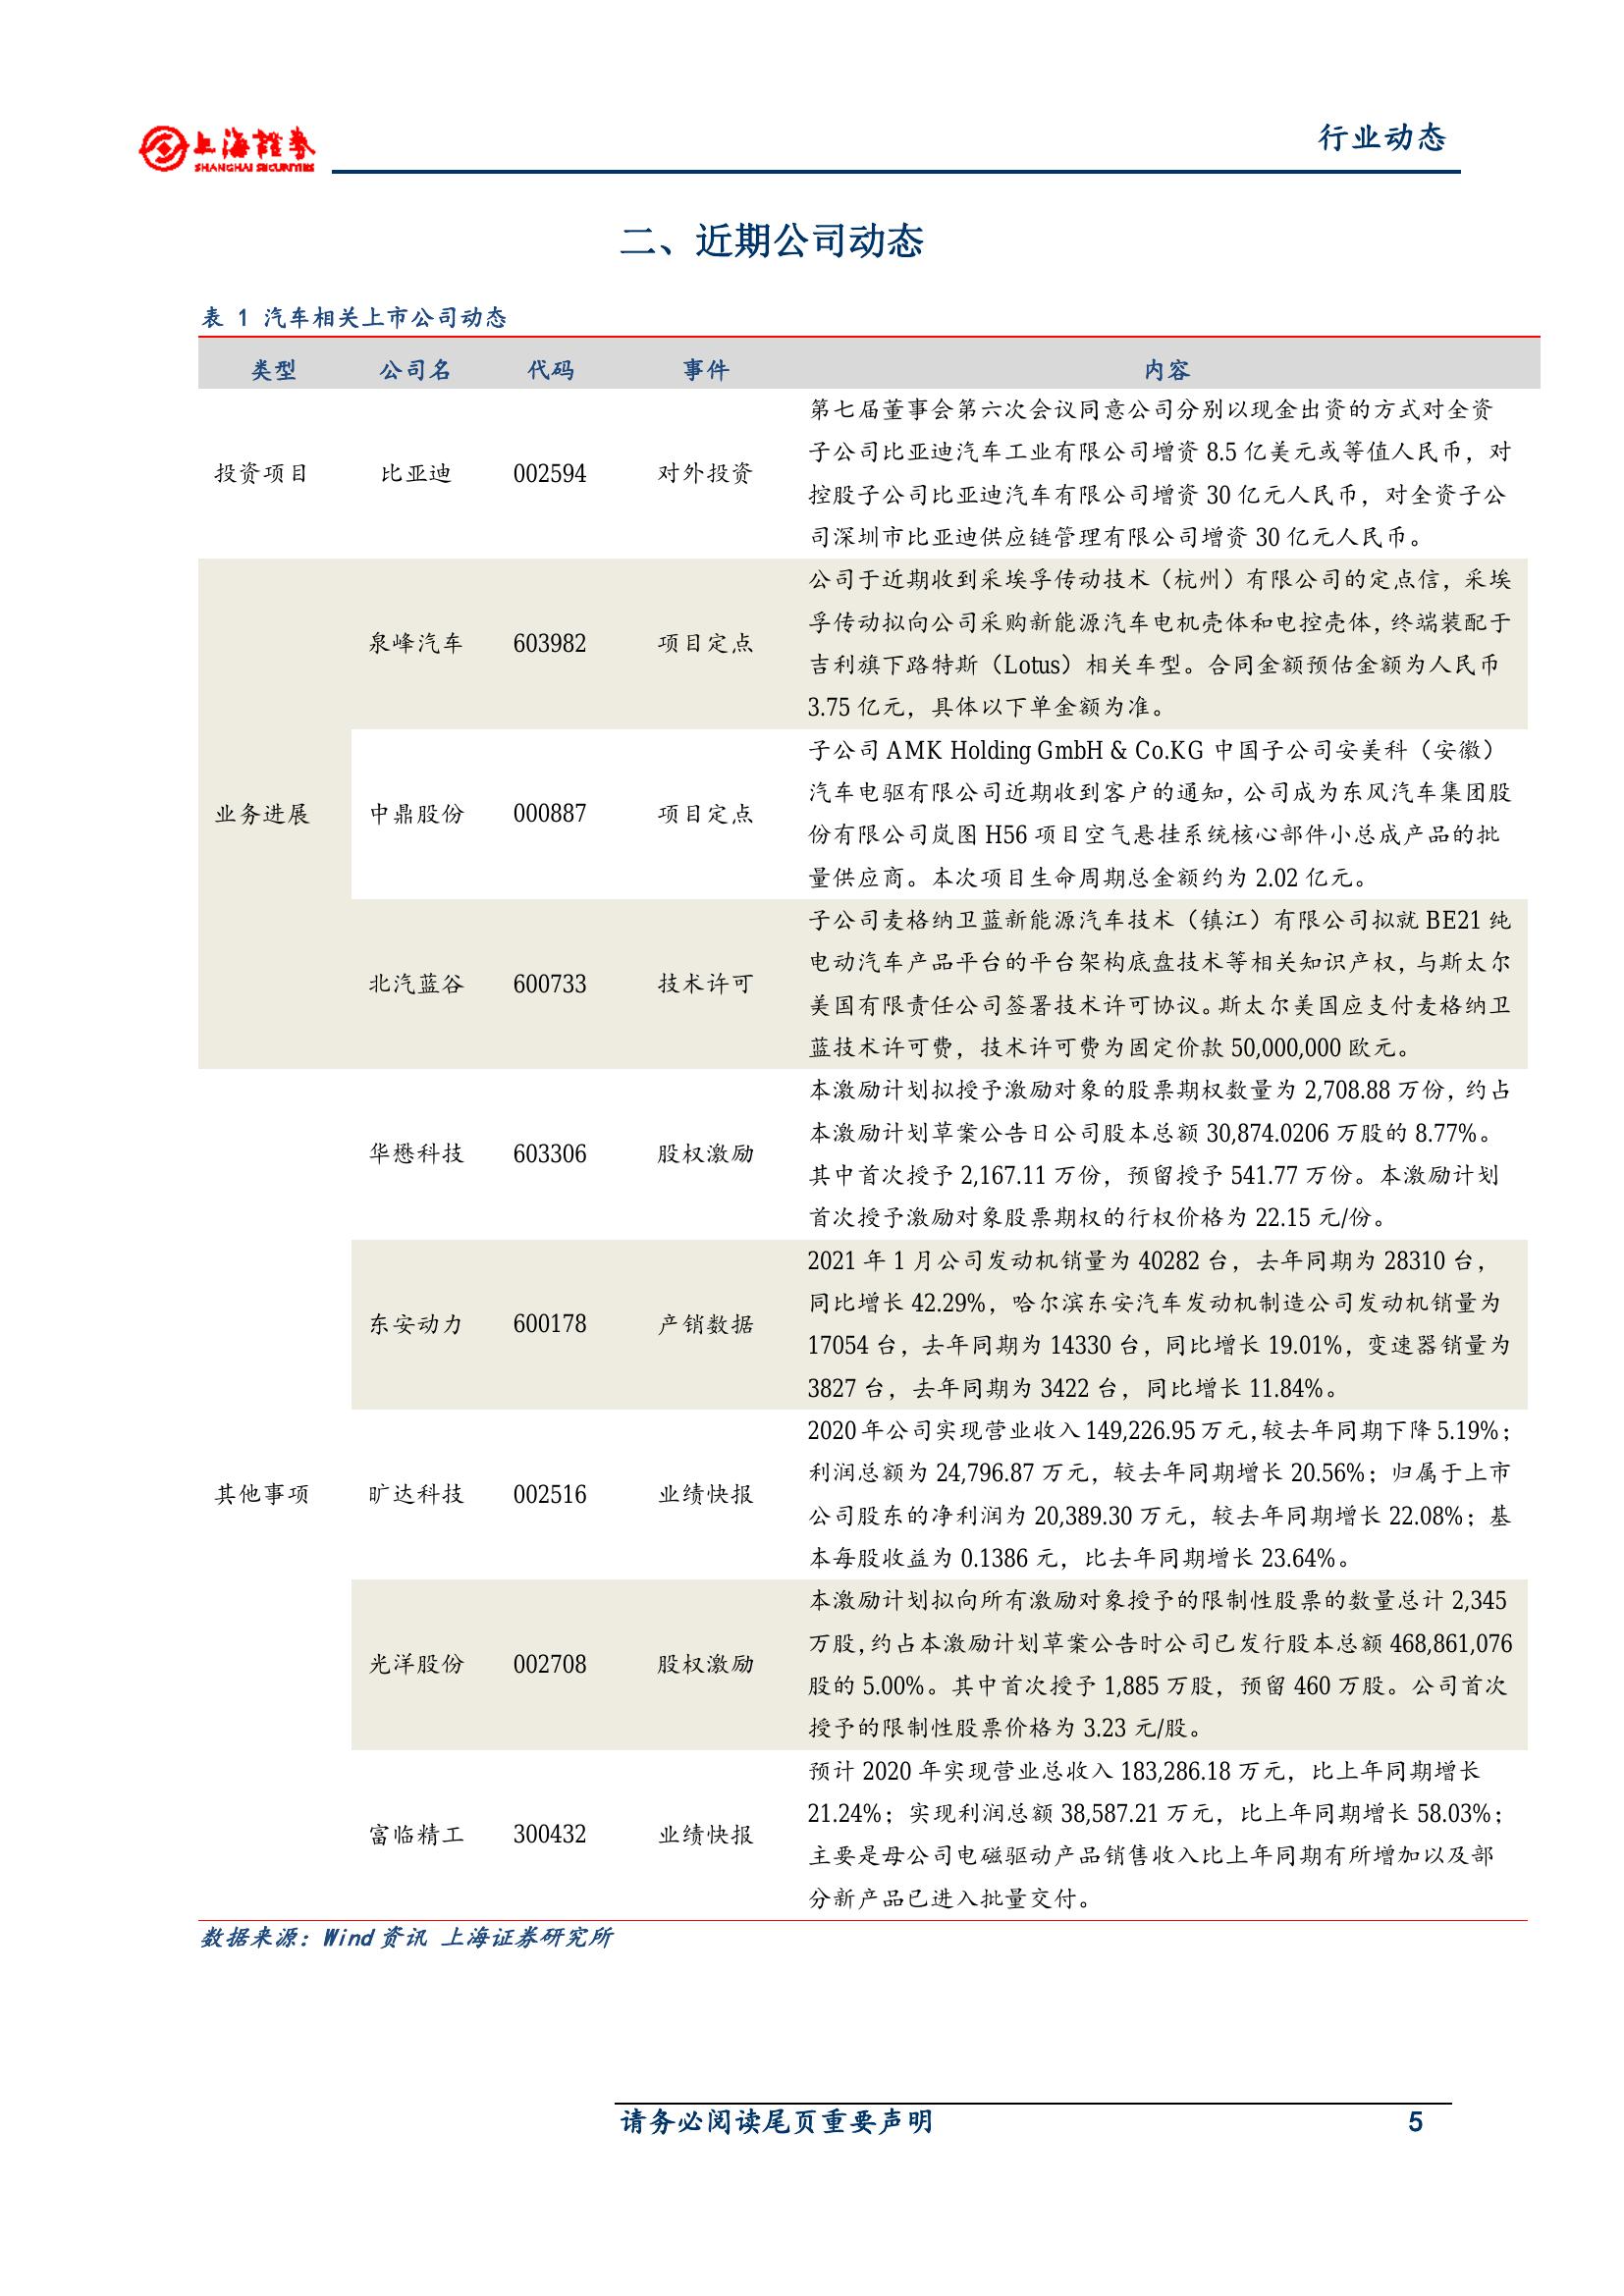 上海證券
SHANGHAI SECURITIES
行业动态
二、近期公司动态
表 1 汽车相关上市公司动态
类型 公司名 代码 事件 内容
投资项目 比亚迪 002594 对外投资
第七届董事会第六次会议同意公司分别以现金出资的方式对全资
子公司比亚迪汽车工业有限公司增资 8.5 亿美元或等值人民币，对
控股子公司比亚迪汽车有限公司增资 30 亿元人民币，对全资子公
司深圳市比亚迪供应链管理有限公司增资 30 亿元人民币。
业务进展
泉峰汽车 603982 项目定点
公司于近期收到采埃孚传动技术（杭州）有限公司的定点信，采埃
孚传动拟向公司采购新能源汽车电机壳体和电控壳体，终端装配于
吉利旗下路特斯（Lotus）相关车型。合同金额预估金额为人民币
3.75 亿元，具体以下单金额为准。
中鼎股份 000887 项目定点
子公司 AMK Holding GmbH & Co.KG 中国子公司安美科（安徽）
汽车电驱有限公司近期收到客户的通知，公司成为东风汽车集团股
份有限公司岚图 H56 项目空气悬挂系统核心部件小总成产品的批
量供应商。本次项目生命周期总金额约为 2.02 亿元。
北汽蓝谷 600733 技术许可
子公司麦格纳卫蓝新能源汽车技术（镇江）有限公司拟就 BE21 纯
电动汽车产品平台的平台架构底盘技术等相关知识产权，与斯太尔
美国有限责任公司签署技术许可协议。斯太尔美国应支付麦格纳卫
蓝技术许可费，技术许可费为固定价款 50,000,000 欧元。
其他事项
华懋科技 603306 股权激励
本激励计划拟授予激励对象的股票期权数量为 2,708.88 万份，约占
本激励计划草案公告日公司股本总额 30,874.0206 万股的 8.77%。
其中首次授予 2,167.11 万份，预留授予 541.77 万份。本激励计划
首次授予激励对象股票期权的行权价格为 22.15 元/份。
东安动力 600178 产销数据
2021 年 1 月公司发动机销量为 40282 台，去年同期为 28310 台，
同比增长 42.29%，哈尔滨东安汽车发动机制造公司发动机销量为
17054 台，去年同期为 14330 台，同比增长 19.01%，变速器销量为
3827 台，去年同期为 3422 台，同比增长 11.84%。
旷达科技 002516 业绩快报
2020 年公司实现营业收入 149,226.95 万元，较去年同期下降 5.19%；
利润总额为 24,796.87 万元，较去年同期增长 20.56%；归属于上市
公司股东的净利润为 20,389.30 万元，较去年同期增长 22.08%；基
本每股收益为 0.1386 元，比去年同期增长 23.64%。
光洋股份 002708 股权激励
本激励计划拟向所有激励对象授予的限制性股票的数量总计 2,345
万股，约占本激励计划草案公告时公司已发行股本总额 468,861,076
股的 5.00%。其中首次授予 1,885 万股，预留 460 万股。公司首次
授予的限制性股票价格为 3.23 元/股。
富临精工 300432 业绩快报
预计 2020 年实现营业总收入 183,286.18 万元，比上年同期增长
21.24%；实现利润总额 38,587.21 万元，比上年同期增长 58.03%；
主要是母公司电磁驱动产品销售收入比上年同期有所增加以及部
分新产品已进入批量交付。
数据来源：Wind 资讯 上海证券研究所
请务必阅读尾页重要声明 5